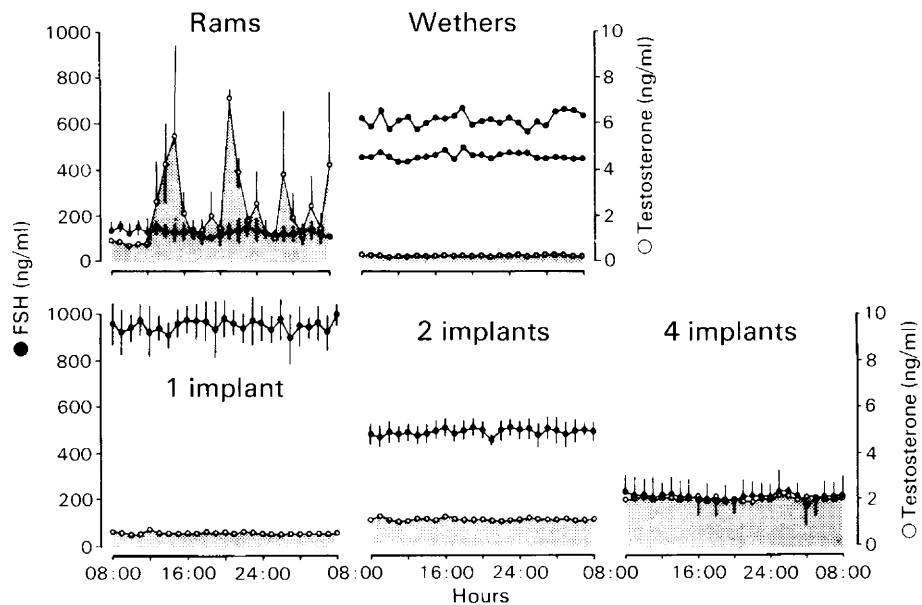 Rams
Wethers
1000
800
600
400
200
0
10
8
6
4
2
0
● FSH (ng/ml)
○ Testosterone (ng/ml)
1000
800
600
400
200
0
1 implant
2 implants
4 implants
10
8
6
4
2
0
○ Testosterone (ng/ml)
08:00 16:00 24:00 08:00 16:00 24:00 08:00 16:00 24:00 08:00
Hours